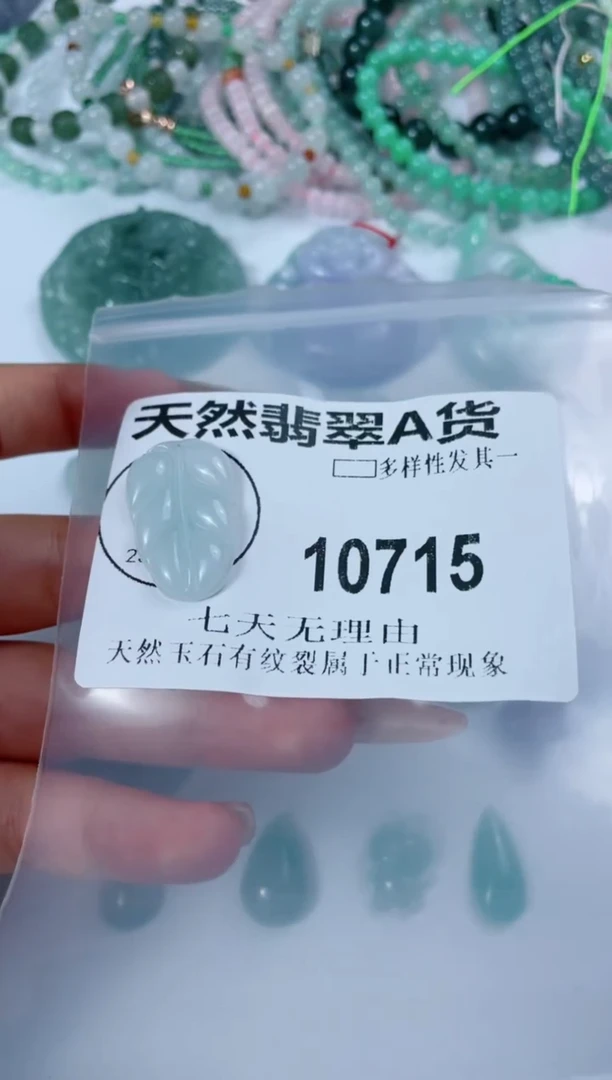 天然翡翠A货
多样性发其一
10715
七天无理由
天然玉石有纹裂属于正常现象